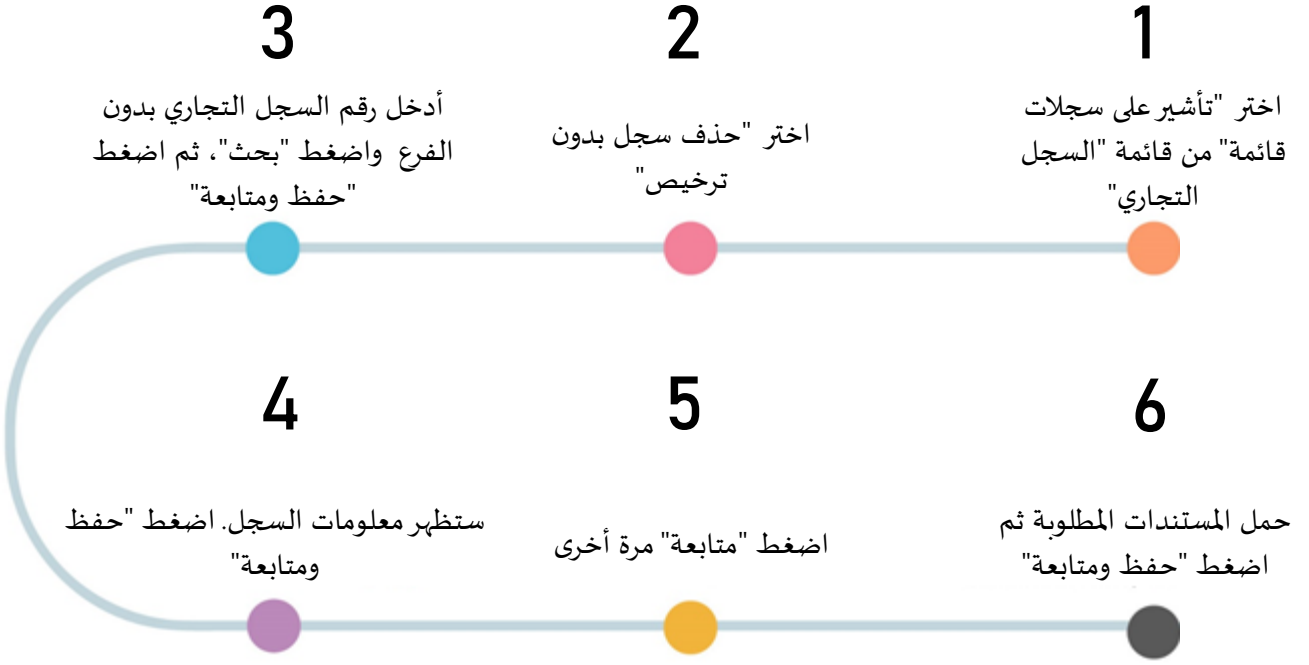 1
اختر "تأشير على سجلات
قائمة" من قائمة "السجل
التجاري"
2
اختر "حذف سجل بدون
ترخيص"
3
أدخل رقم السجل التجاري بدون
الفرع واضغط "بحث"، ثم اضغط
"حفظ ومتابعة"
4
ستظهر معلومات السجل. اضغط "حفظ
ومتابعة"
5
اضغط "متابعة" مرة أخرى
6
حمل المستندات المطلوبة ثم
اضغط "حفظ ومتابعة"